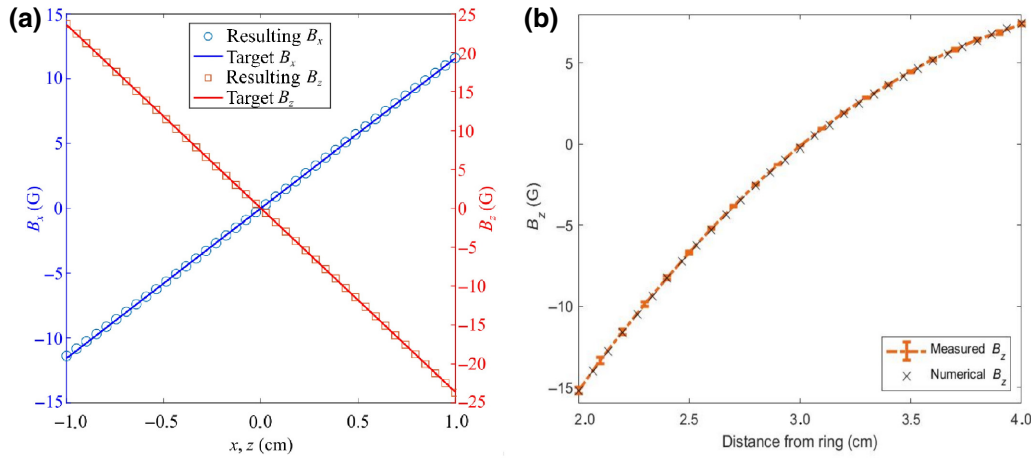 (a)
15
10
5
0
−5
−10
−15
Bx (G)
Resulting Bx
Target Bx
Resulting Bz
Target Bz
25
20
15
10
5
0
−5
−10
−15
−20
−25
Bz (G)
−1.0 −0.5 0.0 0.5 1.0
x, z (cm)
(b)
5
0
-5
-10
-15
Bz (G)
Measured Bz
Numerical Bz
2.0 2.5 3.0 3.5 4.0
Distance from ring (cm)